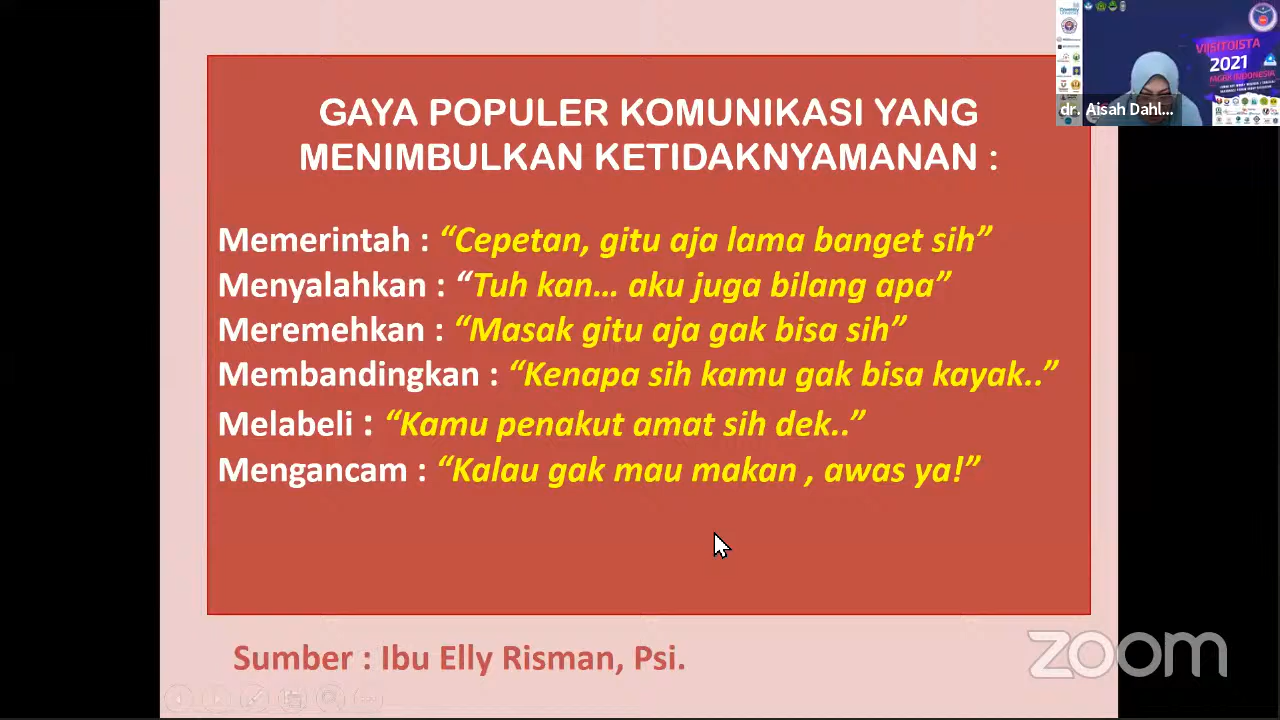 GAYA POPULER KOMUNIKASI YANG
MENIMBULKAN KETIDAKNYAMANAN :
Memerintah : “Cepetan, gitu aja lama banget sih”
Menyalahkan : “Tuh kan… aku juga bilang apa”
Meremehkan : “Masak gitu aja gak bisa sih”
Membandingkan : “Kenapa sih kamu gak bisa kayak..”
Melabeli : “Kamu penakut amat sih dek..”
Mengancam : “Kalau gak mau makan , awas ya!”
Sumber : Ibu Elly Risman, Psi.
zoom
VIISITOISTA
2021
MGBK INDONESIA
dr. Aisah Dahl...